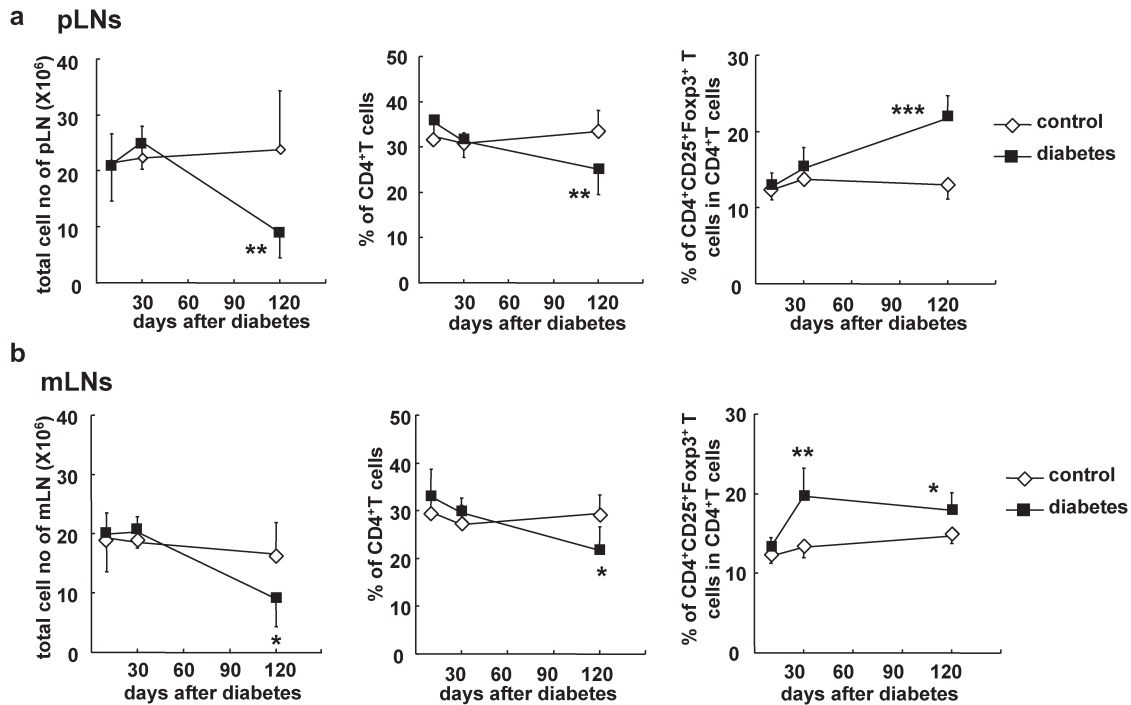 a pLNs
total cell no of pLN (X10⁶)
40
30
20
10
0
**
30 60 90 120
days after diabetes
% of CD4⁺T cells
50
40
30
20
10
0
**
30 60 90 120
days after diabetes
% of CD4⁺CD25⁺Foxp3⁺ T
cells in CD4⁺T cells
30
20
10
0
***
30 60 90 120
days after diabetes
control
diabetes
b
mLNs
total cell no of mLN (X10⁶)
40
30
20
10
0
*
30 60 90 120
days after diabetes
% of CD4⁺T cells
50
40
30
20
10
0
*
30 60 90 120
days after diabetes
% of CD4⁺CD25⁺Foxp3⁺ T
cells in CD4⁺T cells
30
20
10
0
**
*
30 60 90 120
days after diabetes
control
diabetes